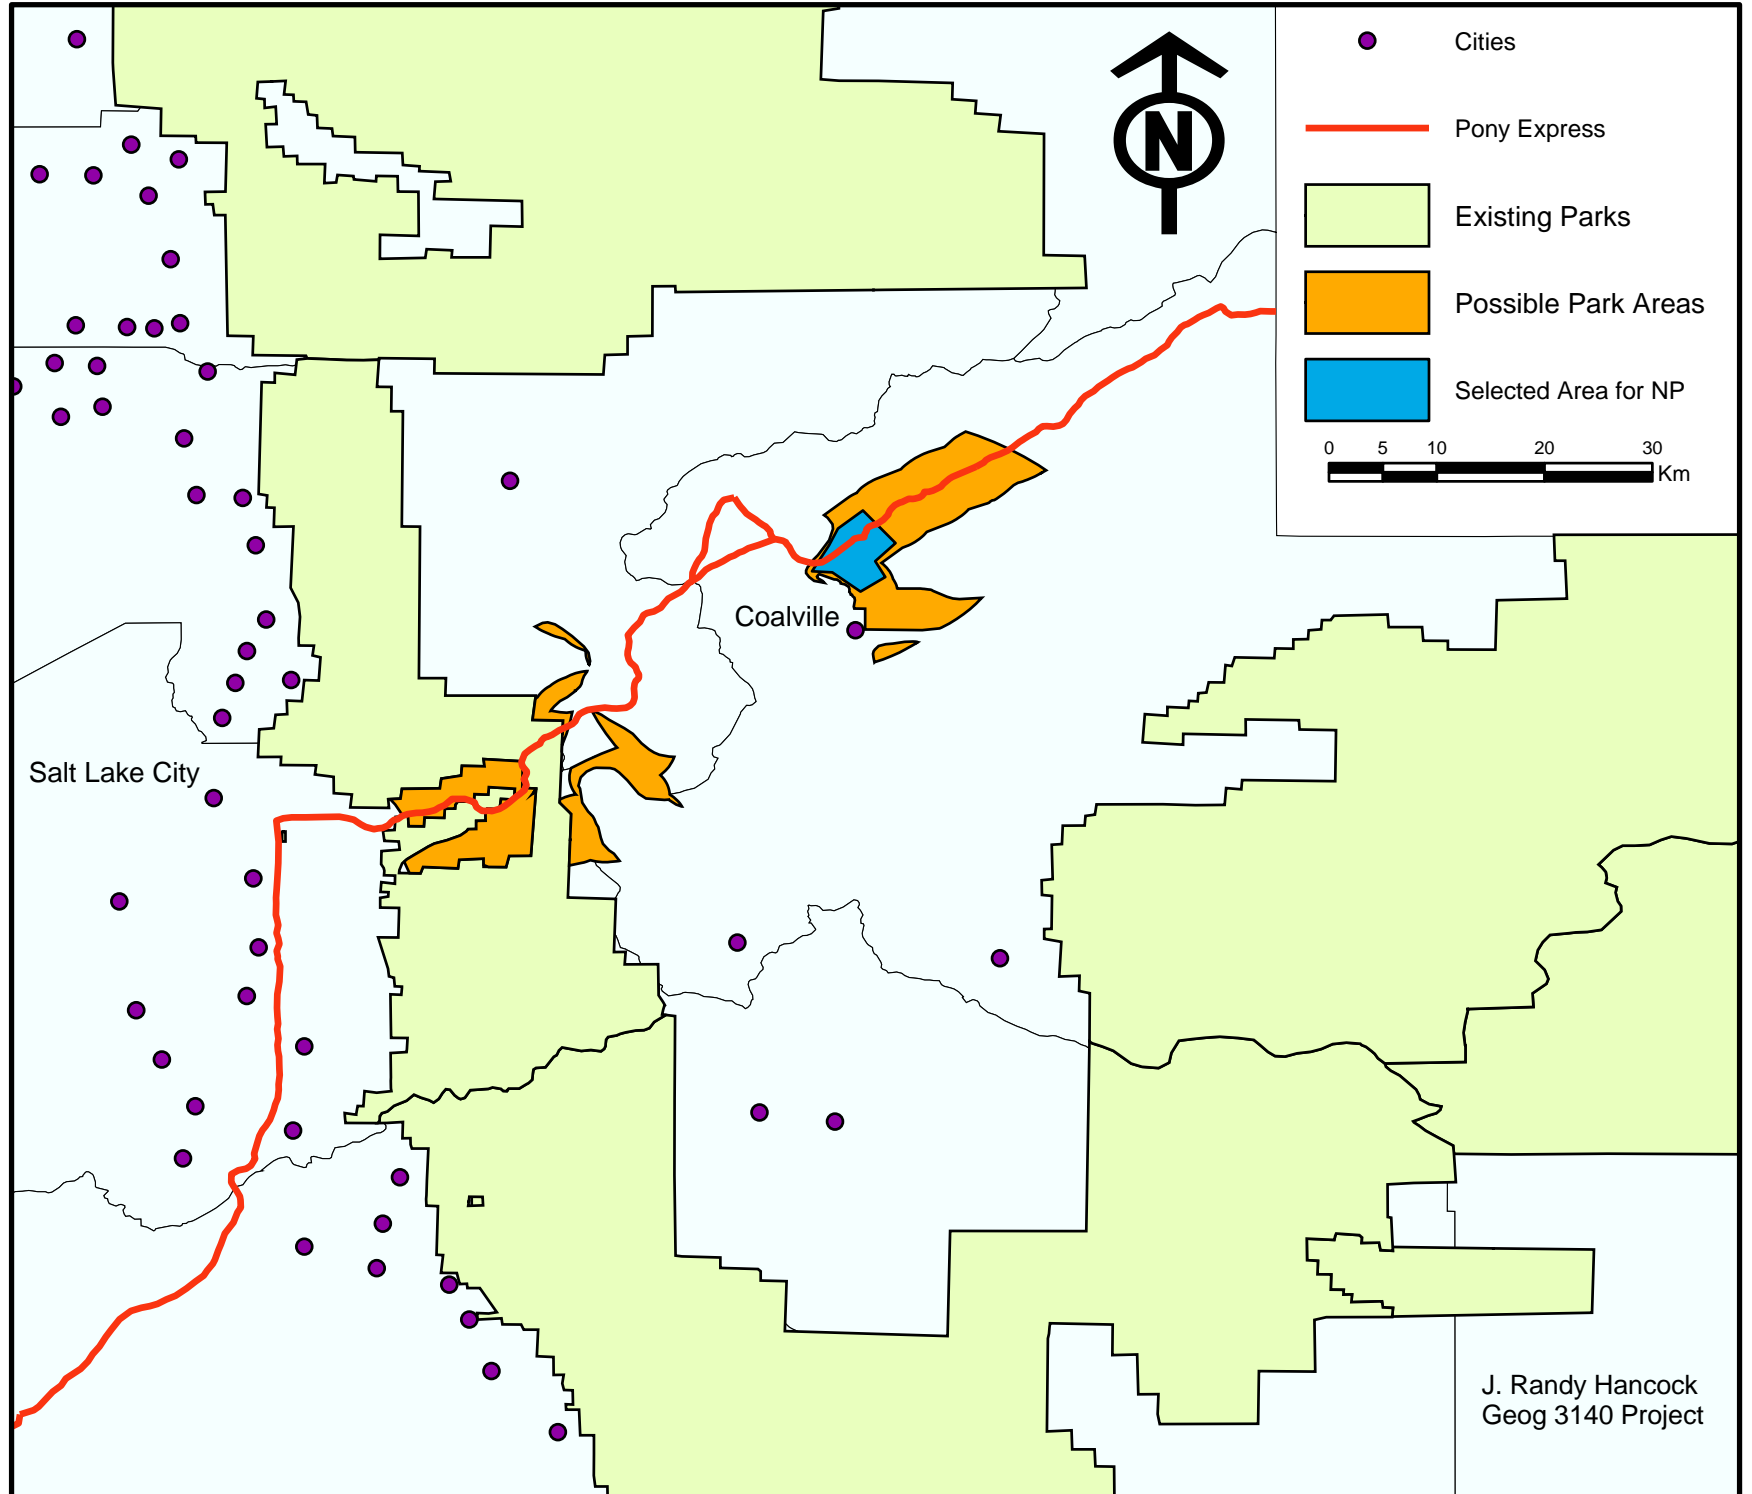 N
Cities
Pony Express
Existing Parks
Possible Park Areas
Selected Area for NP
0 5 10 20 30
Km
Coalville
Salt Lake City
J. Randy Hancock
Geog 3140 Project